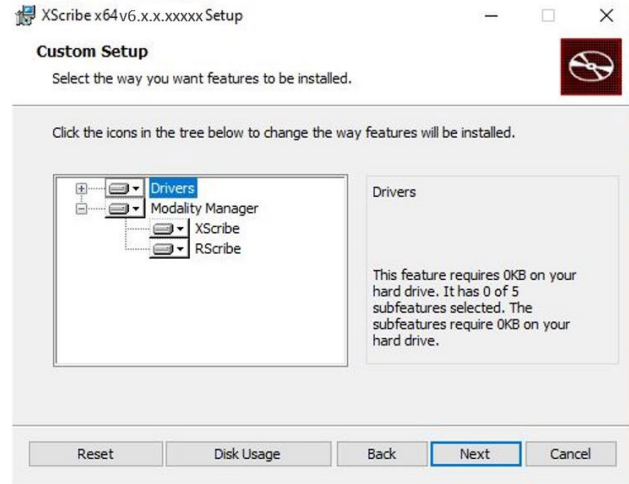 XScribe x64 v6.x.x.xxxxx Setup
Custom Setup
Select the way you want features to be installed.
Click the icons in the tree below to change the way features will be installed.
Drivers
Modality Manager
XScribe
RScribe
Drivers
This feature requires 0KB on your
hard drive. It has 0 of 5
subfeatures selected. The
subfeatures require 0KB on your
hard drive.
Reset
Disk Usage
Back
Next
Cancel